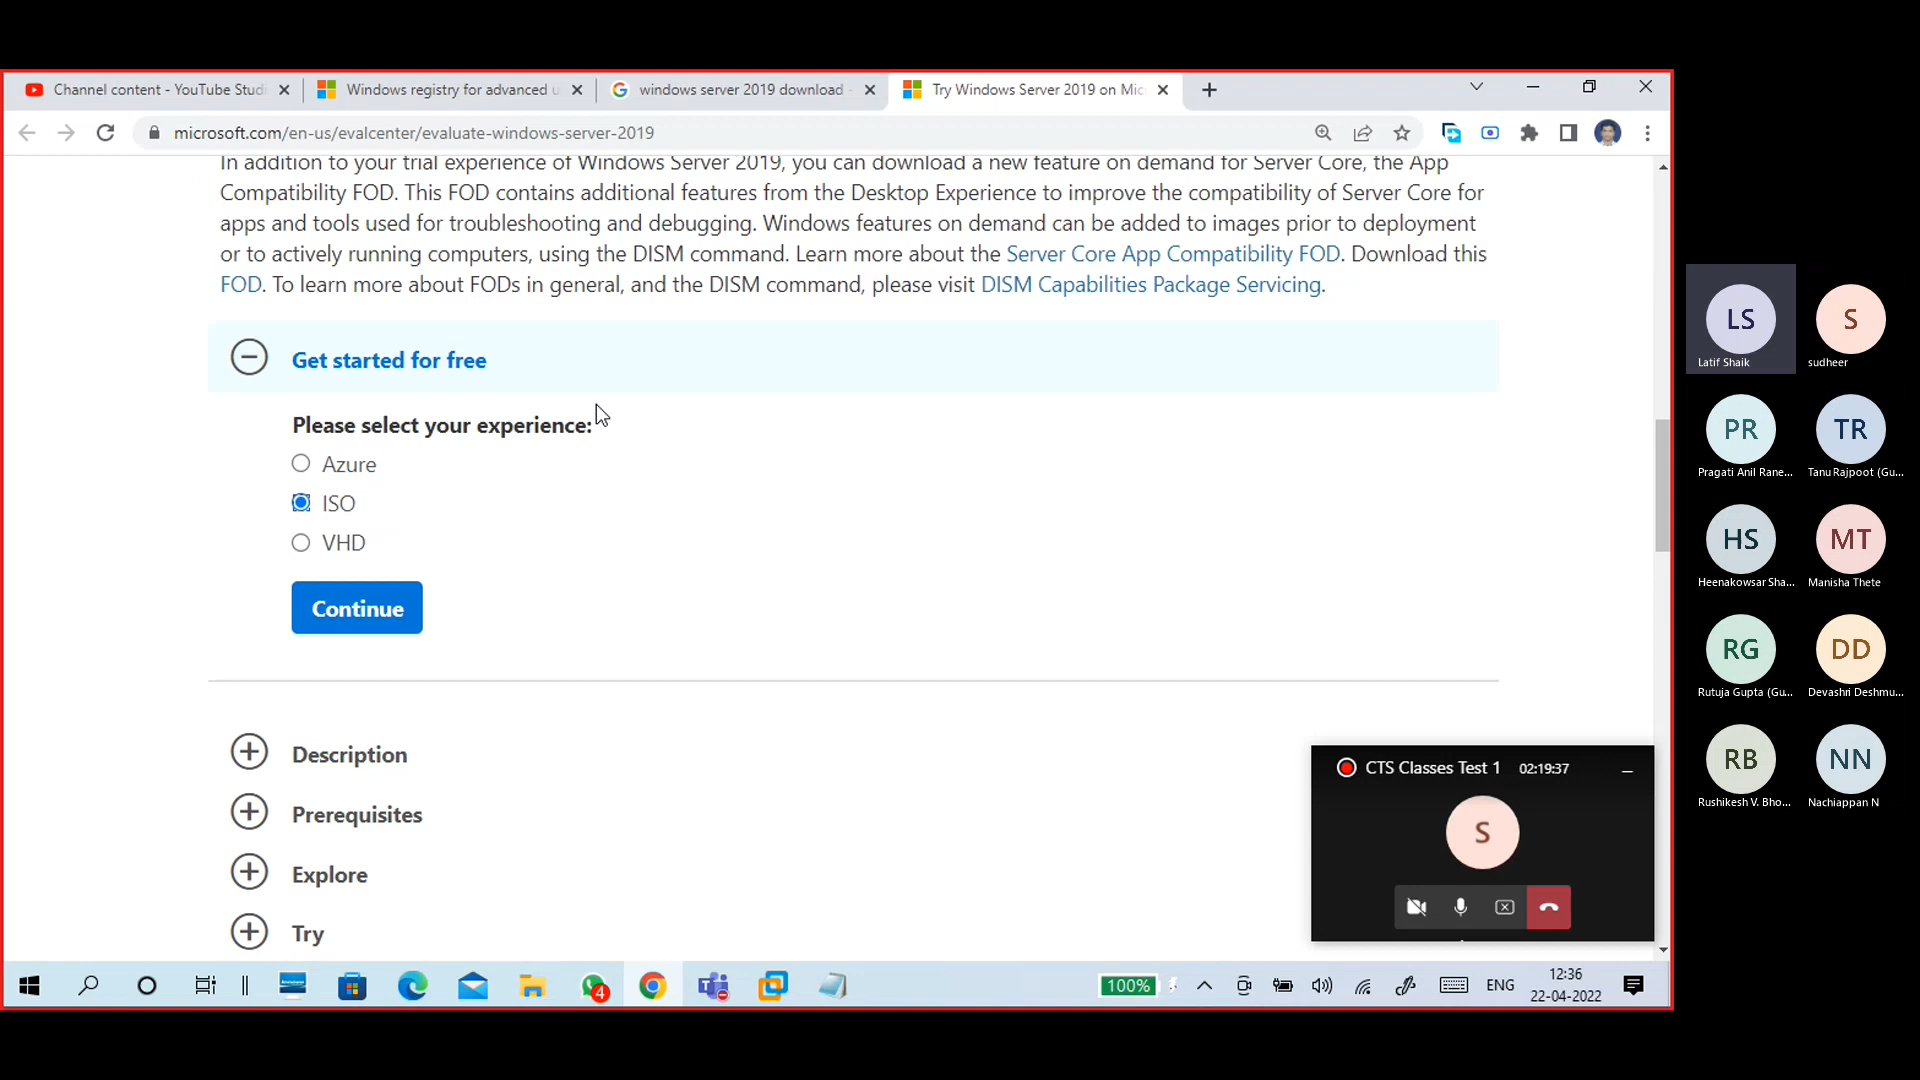 Channel content - YouTube Studi
Windows registry for advanced u
windows server 2019 download -
Try Windows Server 2019 on Mic
microsoft.com/en-us/evalcenter/evaluate-windows-server-2019
In addition to your trial experience of Windows Server 2019, you can download a new feature on demand for Server Core, the App
Compatibility FOD. This FOD contains additional features from the Desktop Experience to improve the compatibility of Server Core for
apps and tools used for troubleshooting and debugging. Windows features on demand can be added to images prior to deployment
or to actively running computers, using the DISM command. Learn more about the Server Core App Compatibility FOD. Download this
FOD. To learn more about FODs in general, and the DISM command, please visit DISM Capabilities Package Servicing.
Get started for free
Please select your experience:
Azure
ISO
VHD
Continue
Description
Prerequisites
Explore
Try
CTS Classes Test 1 02:19:37
S
4
100%
ENG
12:36
22-04-2022
LS
Latif Shaik
S
sudheer
PR
Pragati Anil Rane...
TR
Tanu Rajpoot (Gu...
HS
Heenakowsar Sha...
MT
Manisha Thete
RG
Rutuja Gupta (Gu...
DD
Devashri Deshmu...
RB
Rushikesh V. Bho...
NN
Nachiappan N